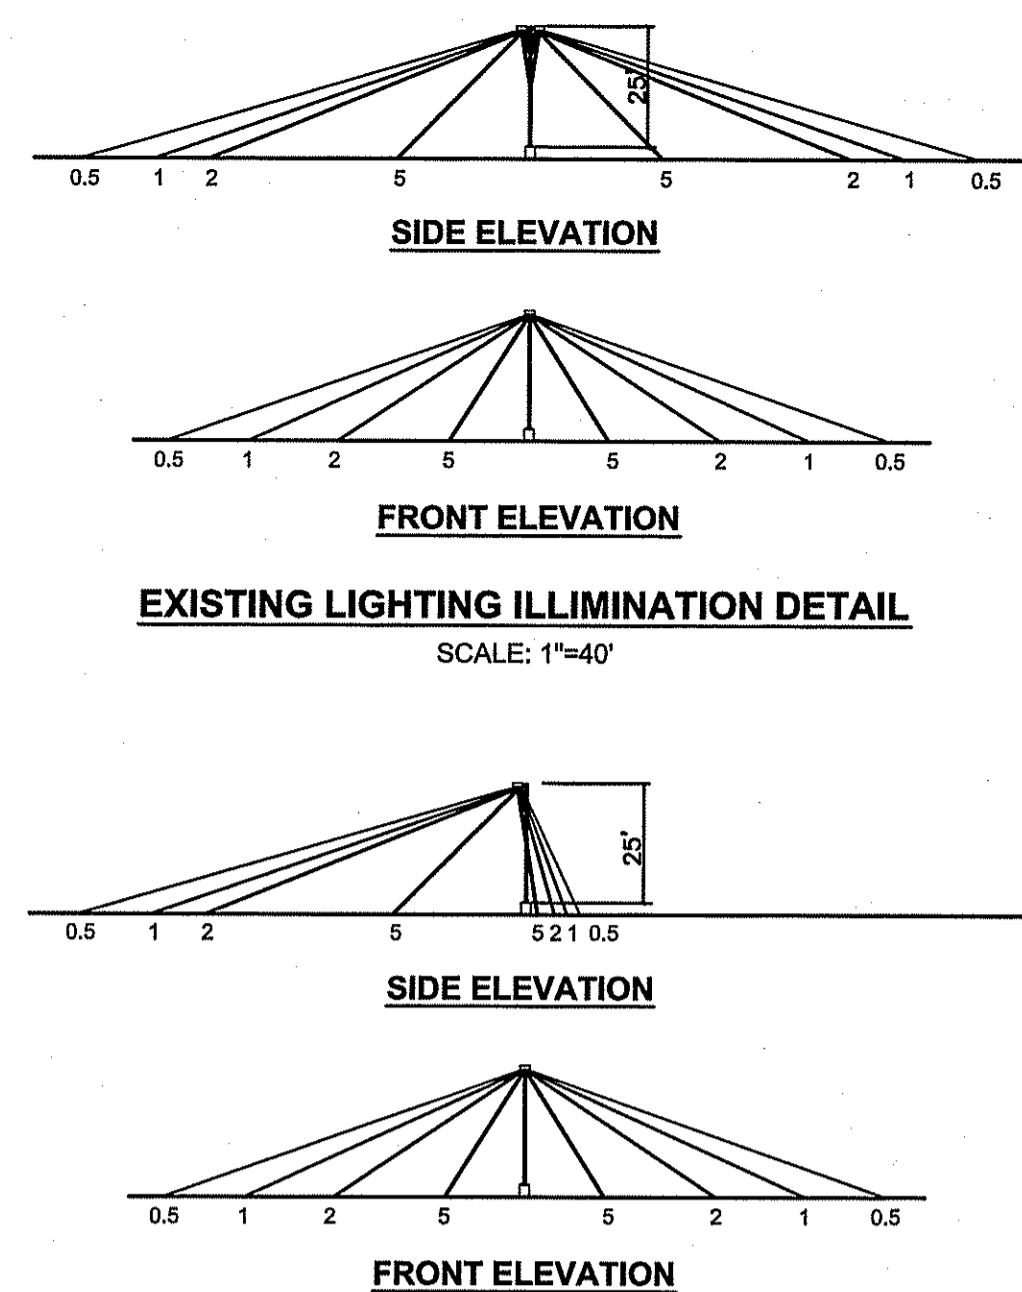 25'
0.5 1 2 5 5 2 1 0.5
SIDE ELEVATION
0.5 1 2 5 5 2 1 0.5
FRONT ELEVATION
EXISTING LIGHTING ILLIMINATION DETAIL
SCALE: 1"=40'
25'
0.5 1 2 5 5 2 1 0.5
SIDE ELEVATION
0.5 1 2 5 5 2 1 0.5
FRONT ELEVATION